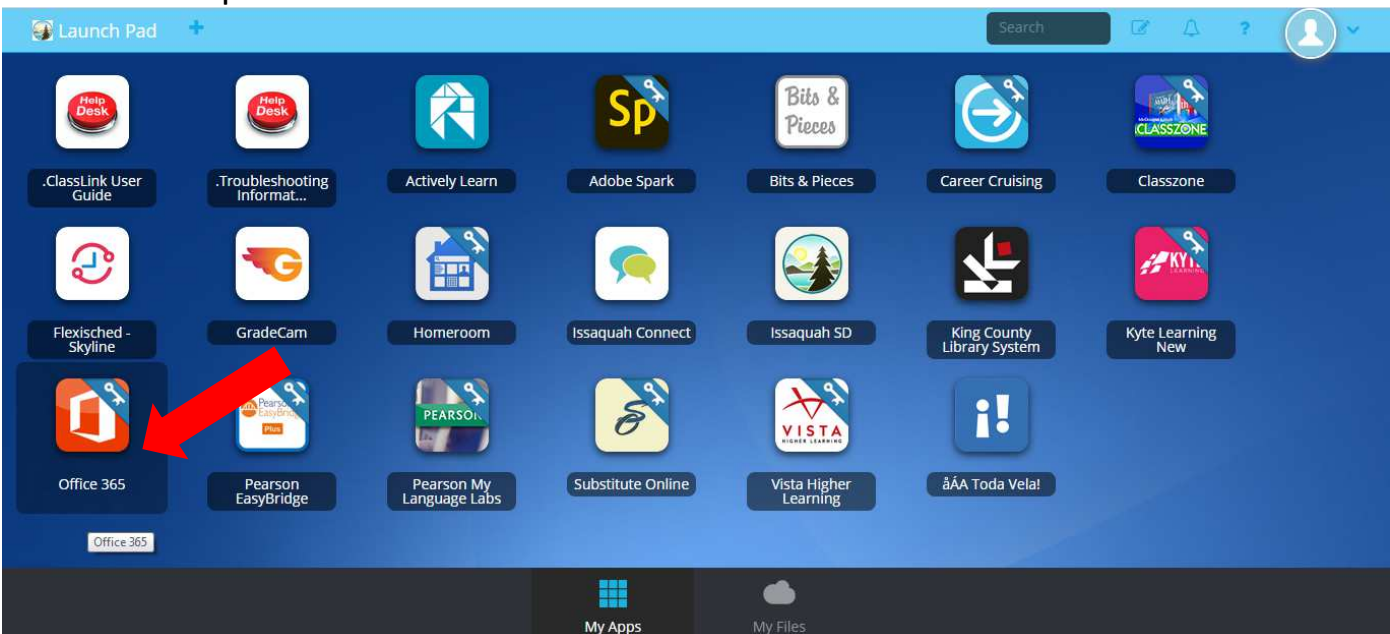 Launch Pad + Search ?
Help
Desk
Help
Desk
Sp
Bits &
Pieces
CLASSZONE
.ClassLink User
Guide
.Troubleshooting
Informat...
Actively Learn
Adobe Spark
Bits & Pieces
Career Cruising
Classzone
G
KYT
LEARNING
Flexisched -
Skyline
GradeCam
Homeroom
Issaquah Connect
Issaquah SD
King County
Library System
Kyte Learning
New
Plus
PEARSON
VISTA
HIGHER LEARNING
¡!
Office 365
Pearson
EasyBridge
Pearson My
Language Labs
Substitute Online
Vista Higher
Learning
åÁA Toda Vela!
Office 365
My Apps
My Files